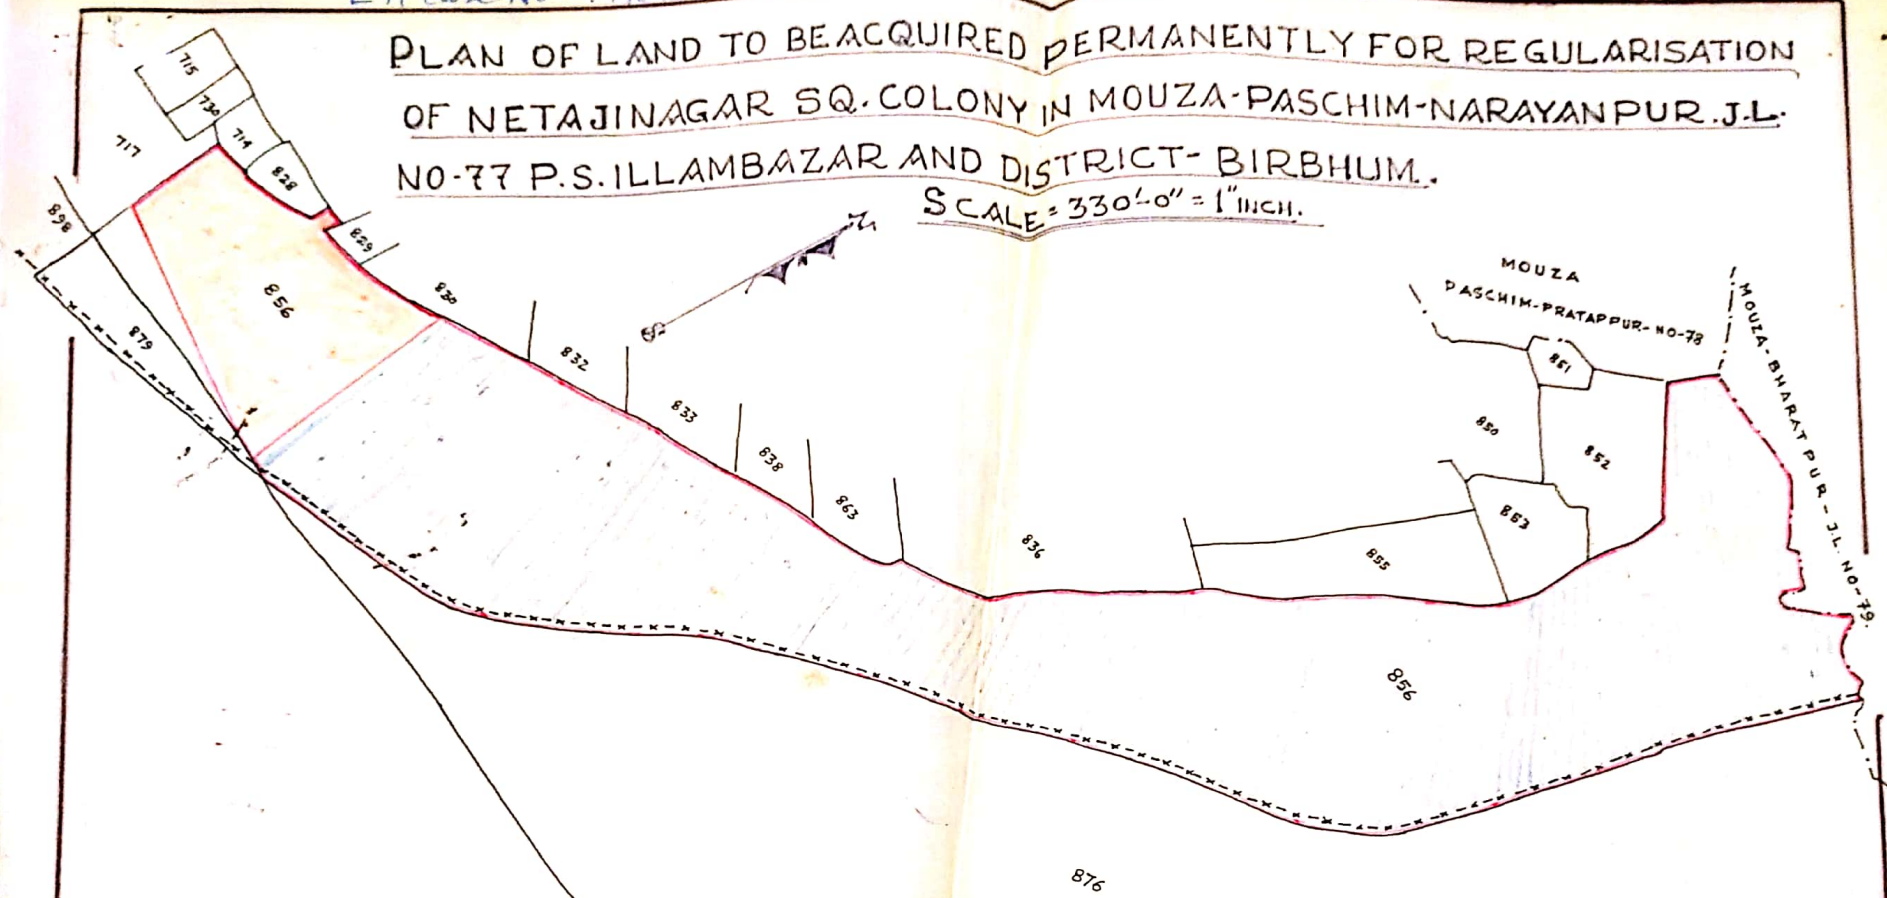 PLAN OF LAND TO BE ACQUIRED PERMANENTLY FOR REGULARISATION
OF NETAJINAGAR SQ. COLONY IN MOUZA-PASCHIM-NARAYANPUR. J.L.
NO-77 P.S. ILLAMBAZAR AND DISTRICT- BIRBHUM.
SCALE = 330'-0" = 1" INCH.
N
S
715
730
717
714
828
829
898
879
856
830
832
833
838
863
836
855
853
850
851
852
MOUZA
PASCHIM-PRATAPPUR-NO-78
MOUZA-BHARATPUR-J.L. NO-79.
856
876